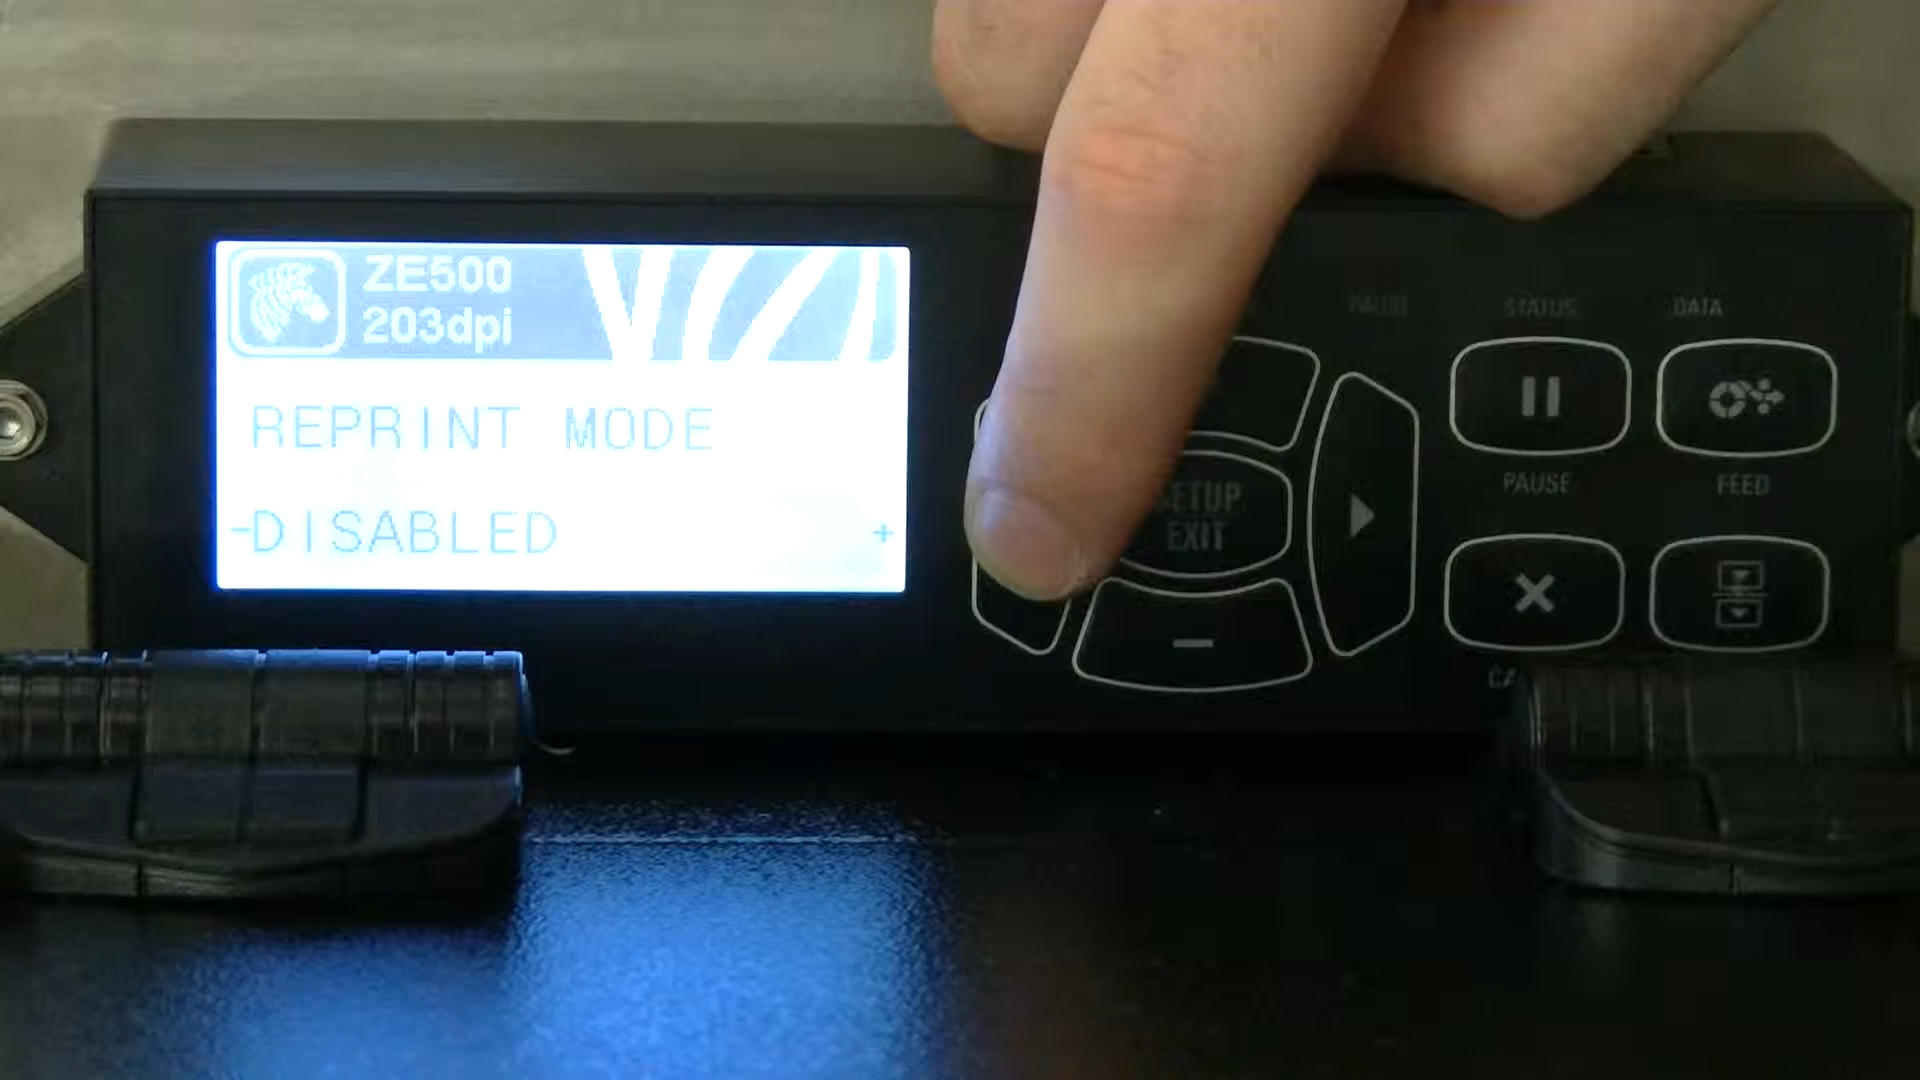 ZE500
203dpi
REPRINT MODE
-DISABLED +
PAUSE STATUS DATA
SETUP
EXIT
PAUSE FEED